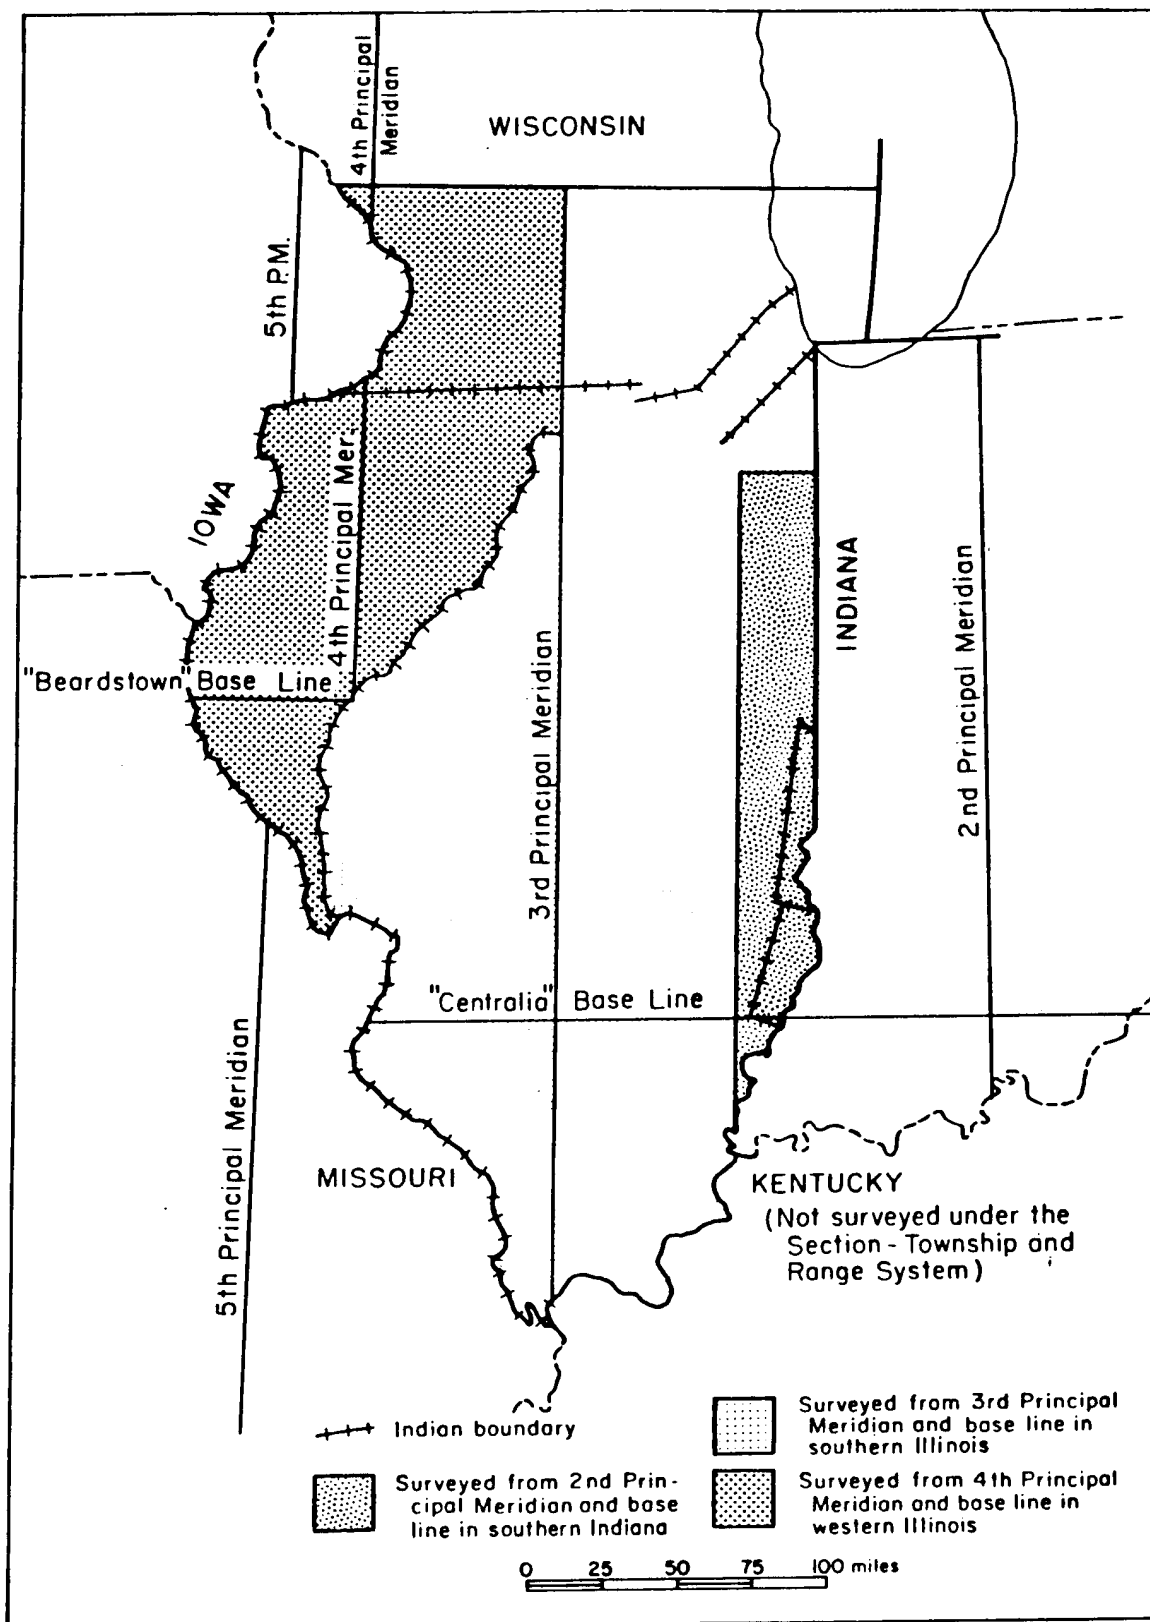 4th Principal
Meridian
WISCONSIN
5th P.M.
IOWA
4th Principal Mer.
INDIANA
"Beardstown" Base Line
3rd Principal Meridian
2nd Principal Meridian
"Centralia" Base Line
5th Principal Meridian
MISSOURI
KENTUCKY
(Not surveyed under the
Section-Township and
Range System)
Indian boundary
Surveyed from 2nd Prin-
cipal Meridian and base
line in southern Indiana
Surveyed from 3rd Principal
Meridian and base line in
southern Illinois
Surveyed from 4th Principal
Meridian and base line in
western Illinois
0 25 50 75 100 miles